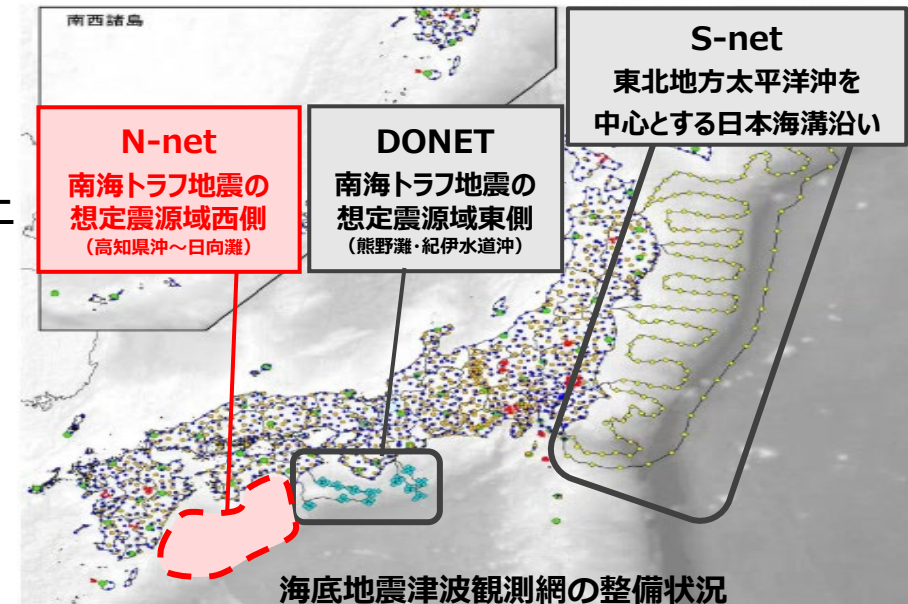 南西諸島
N-net
南海トラフ地震の
想定震源域西側
（高知県沖～日向灘）
DONET
南海トラフ地震の
想定震源域東側
（熊野灘・紀伊水道沖）
S-net
東北地方太平洋沖を
中心とする日本海溝沿い
海底地震津波観測網の整備状況